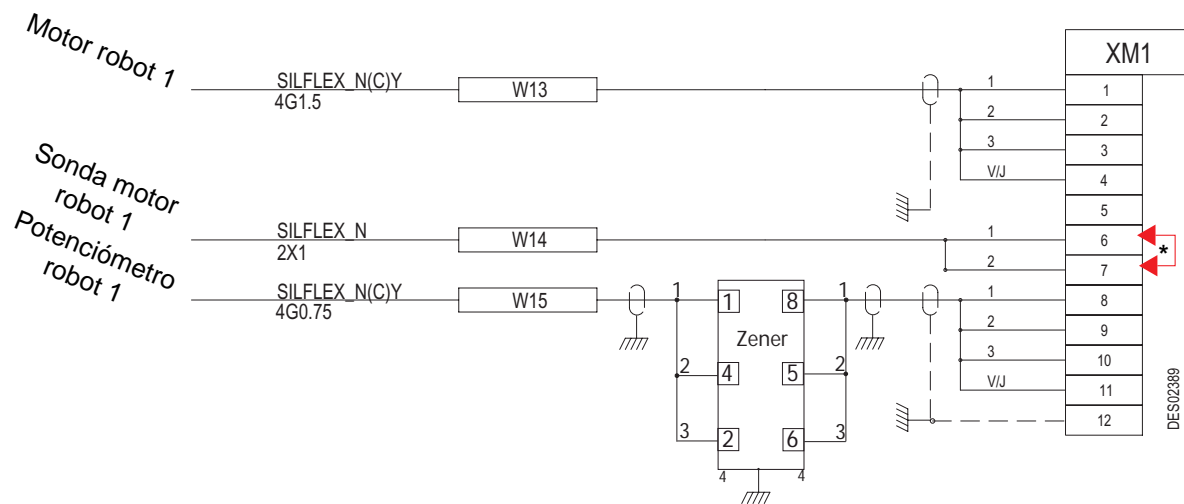 Motor robot 1
SILFLEX_N(C)Y
4G1.5
W13
XM1
1
1
2
2
3
3
V/J
4
5
Sonda motor
robot 1
SILFLEX_N
2X1
W14
1
6
2
7
*
Potenciómetro
robot 1
SILFLEX_N(C)Y
4G0.75
W15
1
1
8
1
Zener
2
4
5
2
3
2
6
3
4
4
1
8
2
9
3
10
V/J
11
12
DES02389